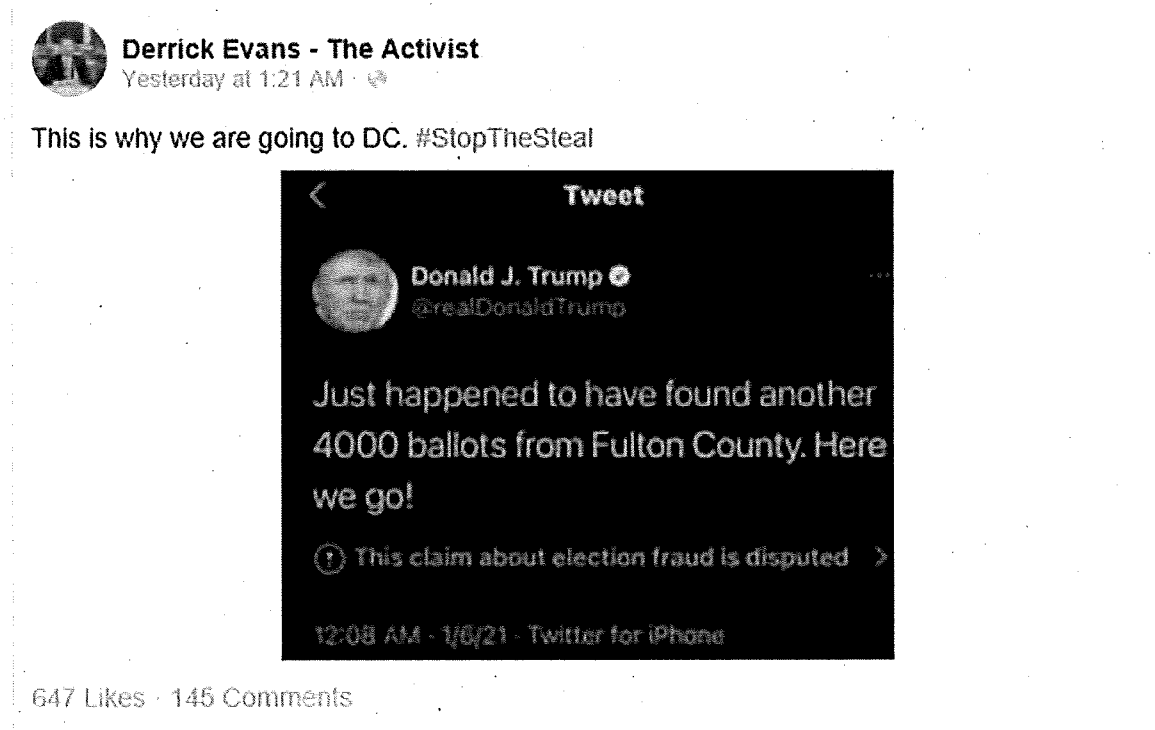 Derrick Evans - The Activist
Yesterday at 1:21 AM ·
This is why we are going to DC. #StopTheSteal
Tweet
Donald J. Trump
@realDonaldTrump
Just happened to have found another
4000 ballots from Fulton County. Here
we go!
This claim about election fraud is disputed
12:08 AM · 1/6/21 · Twitter for iPhone
647 Likes · 145 Comments